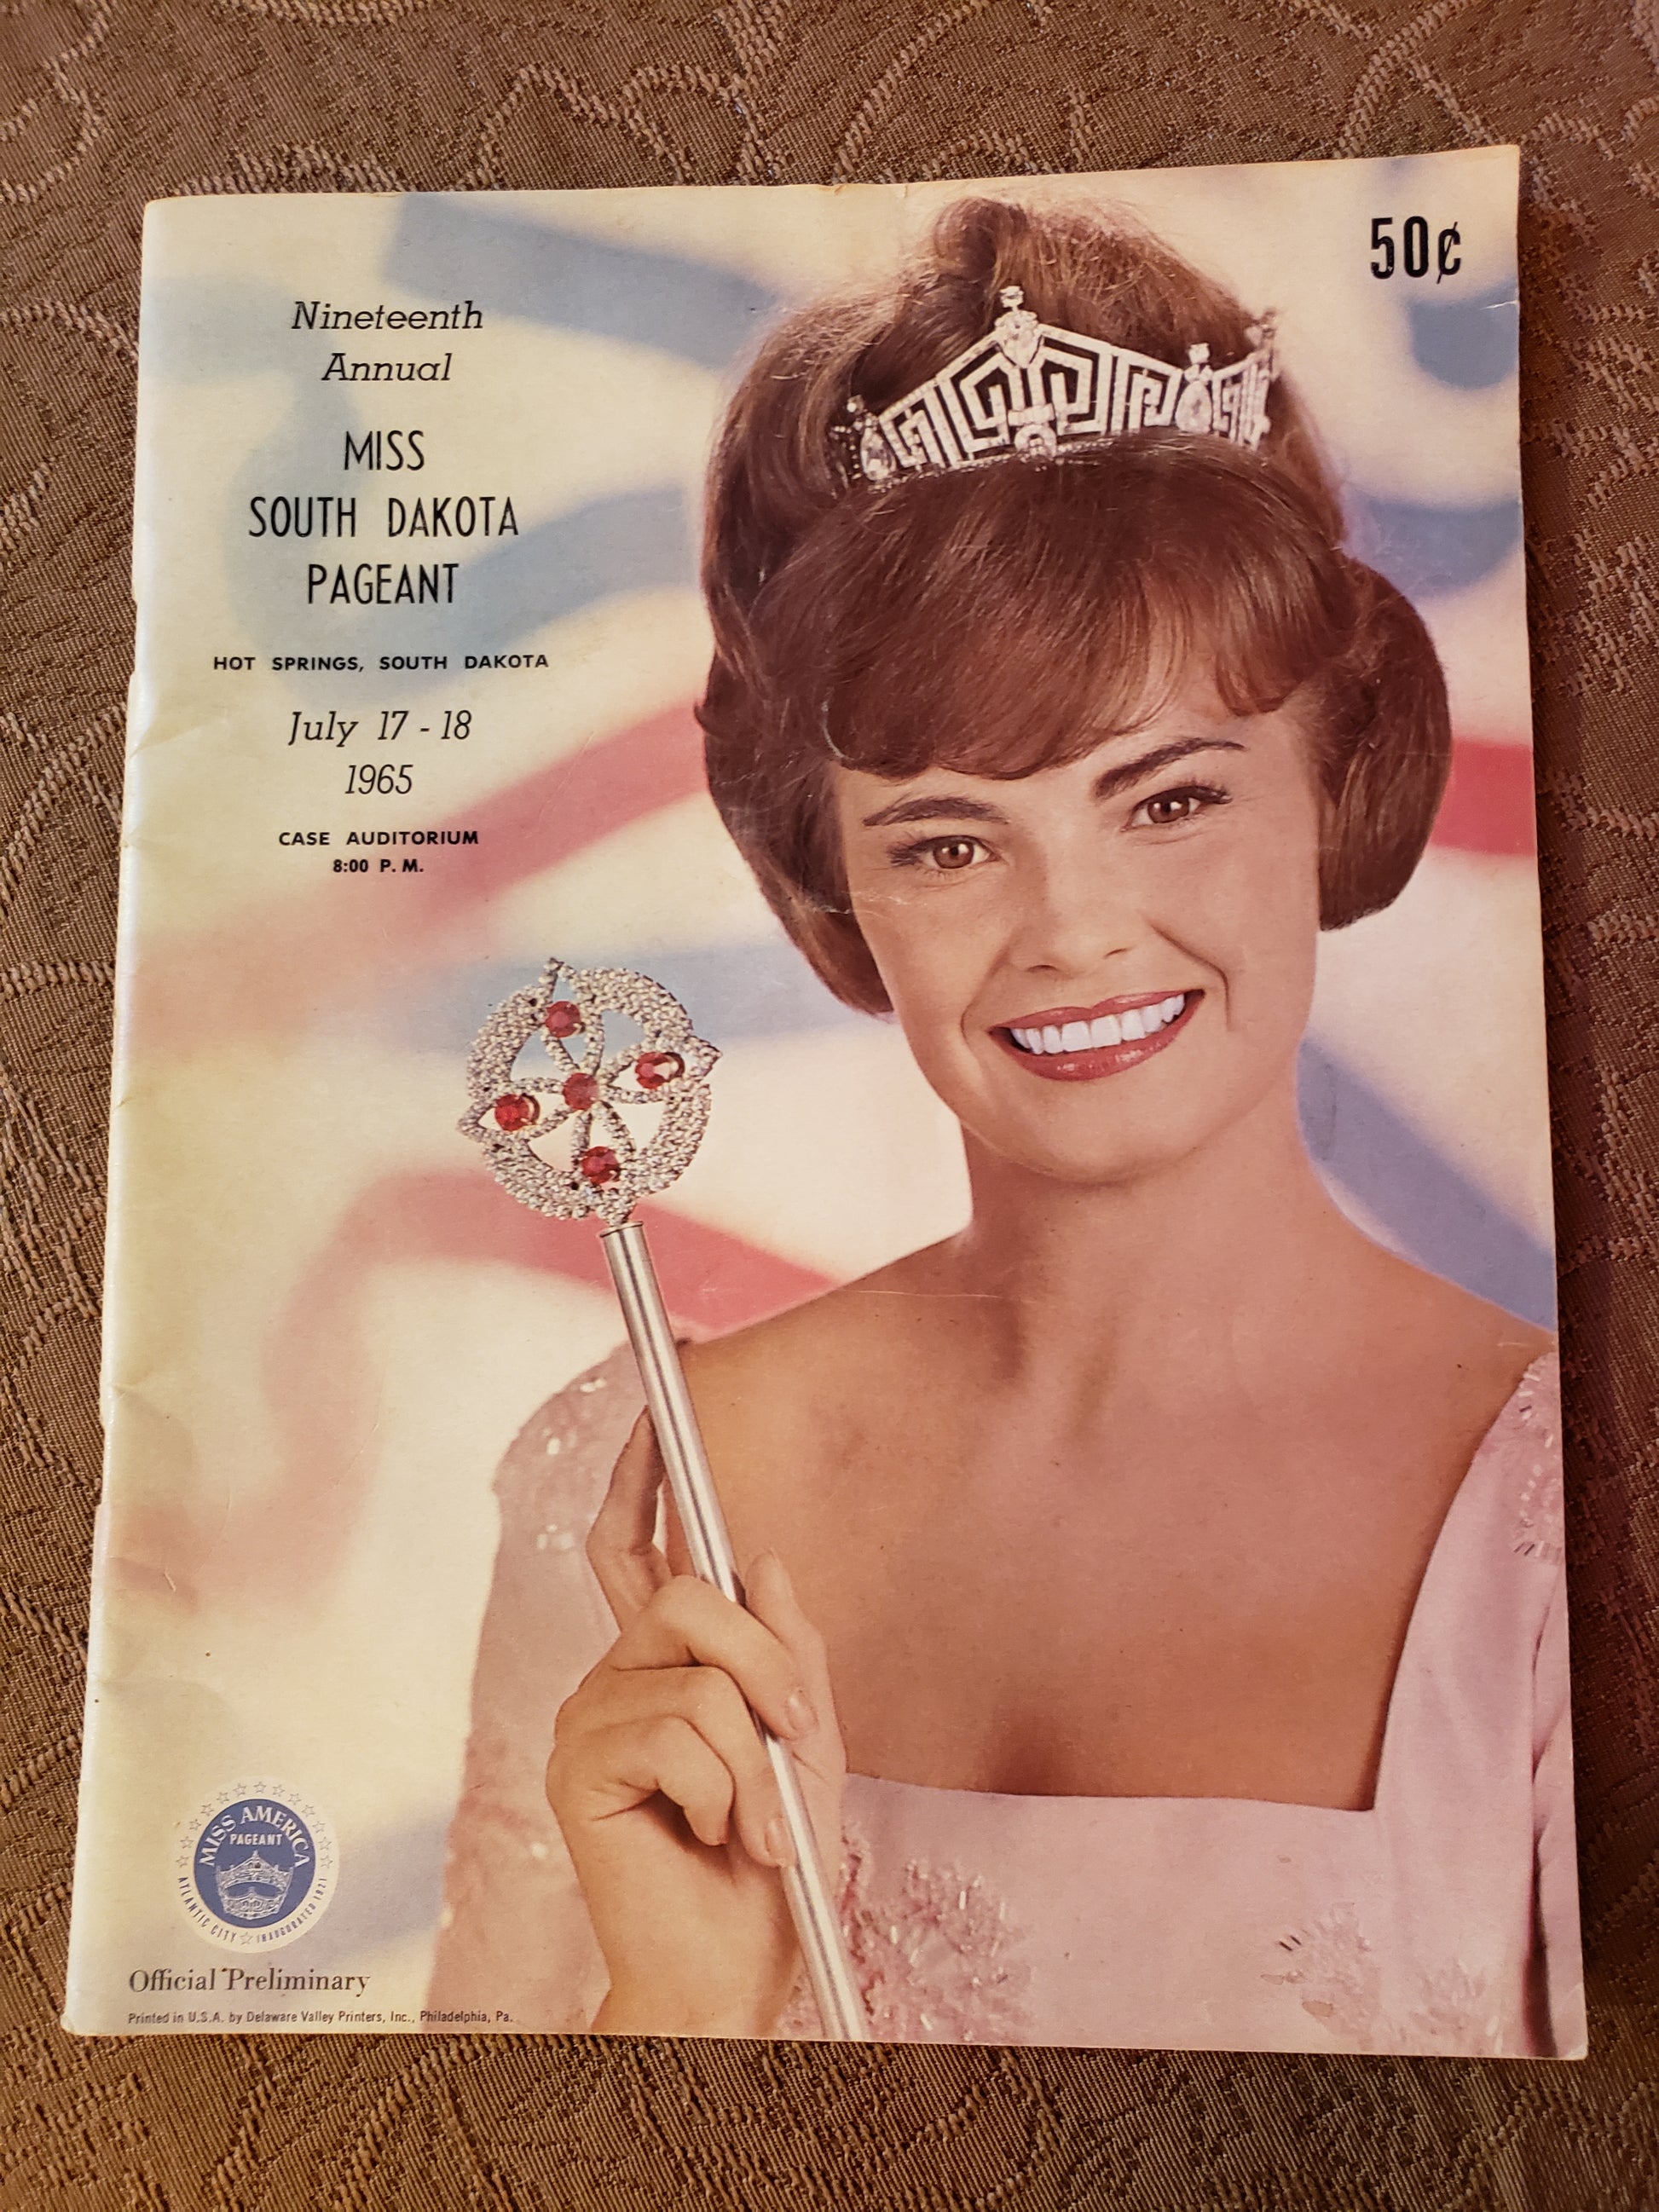 50¢
Nineteenth
Annual
MISS
SOUTH DAKOTA
PAGEANT
HOT SPRINGS, SOUTH DAKOTA
July 17 - 18
1965
CASE AUDITORIUM
8:00 P. M.
MISS AMERICA
PAGEANT
ATLANTIC CITY ☆ INAUGURATED 1921
Official Preliminary
Printed in U.S.A. by Delaware Valley Printers, Inc., Philadelphia, Pa.